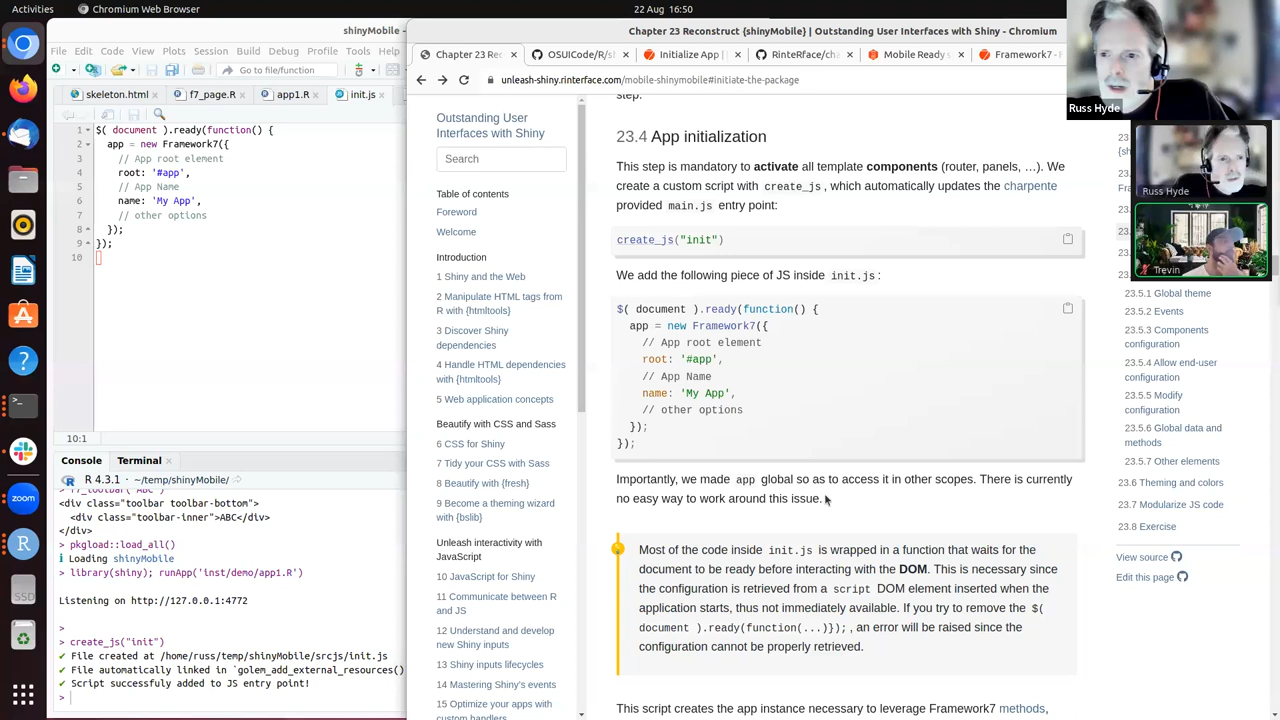 Activities
Chromium Web Browser
22 Aug 16:50
shinyMobile -
File Edit Code View Plots Session Build Debug Profile Tools
Go to file/function
skeleton.html × f7_page.R × app1.R × init.js ×
1 $( document ).ready(function() {
2 app = new Framework7({
3 // App root element
4 root: '#app',
5 // App Name
6 name: 'My App',
7 // other options
8 });
9 });
10
10:1
Console Terminal ×
R 4.3.1 · ~/temp/shinyMobile/
<div class="toolbar toolbar-bottom">
<div class="toolbar-inner">ABC</div>
</div>
> pkgload::load_all()
ℹ Loading shinyMobile
> library(shiny); runApp('inst/demo/app1.R')
Listening on http://127.0.0.1:4772
>
> create_js("init")
✔ File created at /home/russ/temp/shinyMobile/srcjs/init.js
✔ File automatically linked in `golem_add_external_resources()
✔ Script successfuly added to JS entry point!
>
Chapter 23 Reconstruct {shinyMobile} | Outstanding User Interfaces with Shiny - Chromium
Chapter 23 Rec × OSUICode/R/sh × Initialize App | × RinteRface/cha × Mobile Ready s × Framework7 - H
unleash-shiny.rinterface.com/mobile-shinymobile#initiate-the-package
Outstanding User
Interfaces with Shiny
Search
Table of contents
Foreword
Welcome
Introduction
1 Shiny and the Web
2 Manipulate HTML tags from
R with {htmltools}
3 Discover Shiny
dependencies
4 Handle HTML dependencies
with {htmltools}
5 Web application concepts
Beautify with CSS and Sass
6 CSS for Shiny
7 Tidy your CSS with Sass
8 Beautify with {fresh}
9 Become a theming wizard
with {bslib}
Unleash interactivity with
JavaScript
10 JavaScript for Shiny
11 Communicate between R
and JS
12 Understand and develop
new Shiny inputs
13 Shiny inputs lifecycles
14 Mastering Shiny's events
15 Optimize your apps with
custom handlers
step.
23.4 App initialization
This step is mandatory to activate all template components (router, panels, …). We
create a custom script with create_js, which automatically updates the charpente
provided main.js entry point:
create_js("init")
We add the following piece of JS inside init.js:
$( document ).ready(function() {
app = new Framework7({
// App root element
root: '#app',
// App Name
name: 'My App',
// other options
});
});
Importantly, we made app global so as to access it in other scopes. There is currently
no easy way to work around this issue.
Most of the code inside init.js is wrapped in a function that waits for the
document to be ready before interacting with the DOM. This is necessary since
the configuration is retrieved from a script DOM element inserted when the
application starts, thus not immediately available. If you try to remove the $(
document ).ready(function(...)});, an error will be raised since the
configuration cannot be properly retrieved.
This script creates the app instance necessary to leverage Framework7 methods,
23
{sh
23.
Fra
23.
23.
23.
23.
23.5.1 Global theme
23.5.2 Events
23.5.3 Components
configuration
23.5.4 Allow end-user
configuration
23.5.5 Modify
configuration
23.5.6 Global data and
methods
23.5.7 Other elements
23.6 Theming and colors
23.7 Modularize JS code
23.8 Exercise
View source
Edit this page
Russ Hyde
Russ Hyde
Trevin
zoom
R
SSD